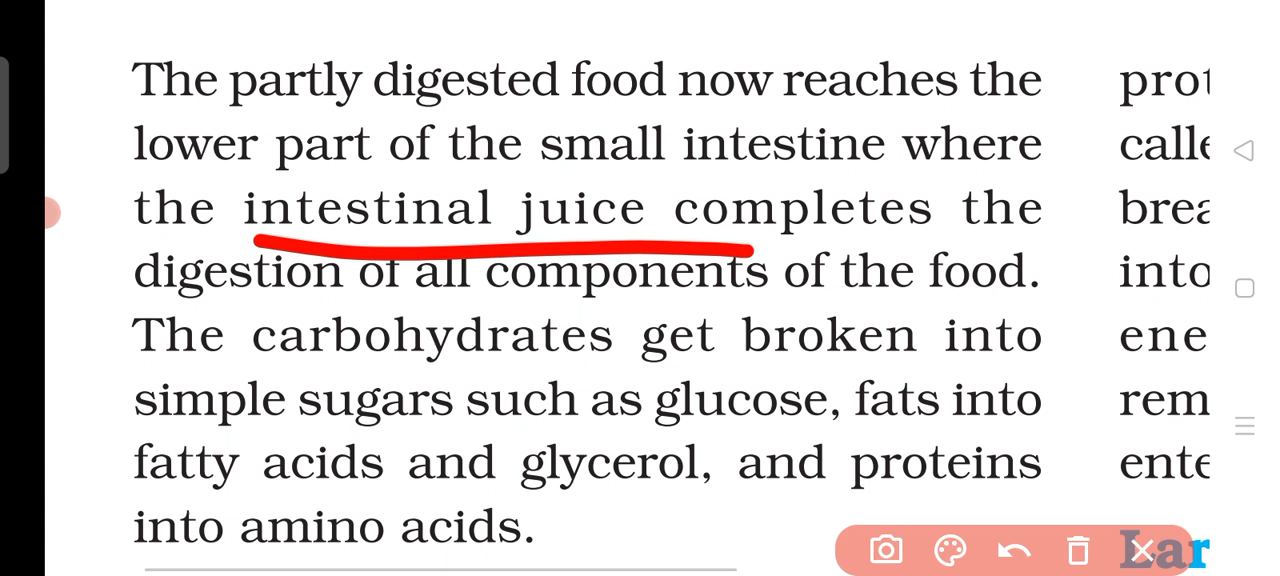 The partly digested food now reaches the
lower part of the small intestine where
the intestinal juice completes the
digestion of all components of the food.
The carbohydrates get broken into
simple sugars such as glucose, fats into
fatty acids and glycerol, and proteins
into amino acids.